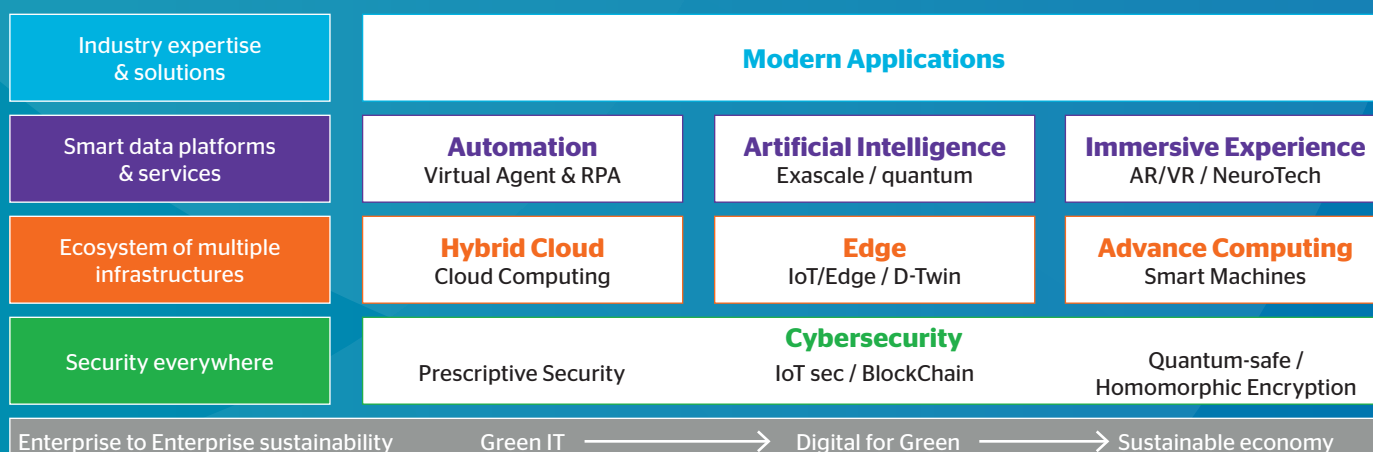 Industry expertise
& solutions
Modern Applications
Smart data platforms
& services
Automation
Virtual Agent & RPA
Artificial Intelligence
Exascale / quantum
Immersive Experience
AR/VR / NeuroTech
Ecosystem of multiple
infrastructures
Hybrid Cloud
Cloud Computing
Edge
IoT/Edge / D-Twin
Advance Computing
Smart Machines
Security everywhere
Cybersecurity
Prescriptive Security
IoT sec / BlockChain
Quantum-safe /
Homomorphic Encryption
Enterprise to Enterprise sustainability
Green IT
Digital for Green
Sustainable economy